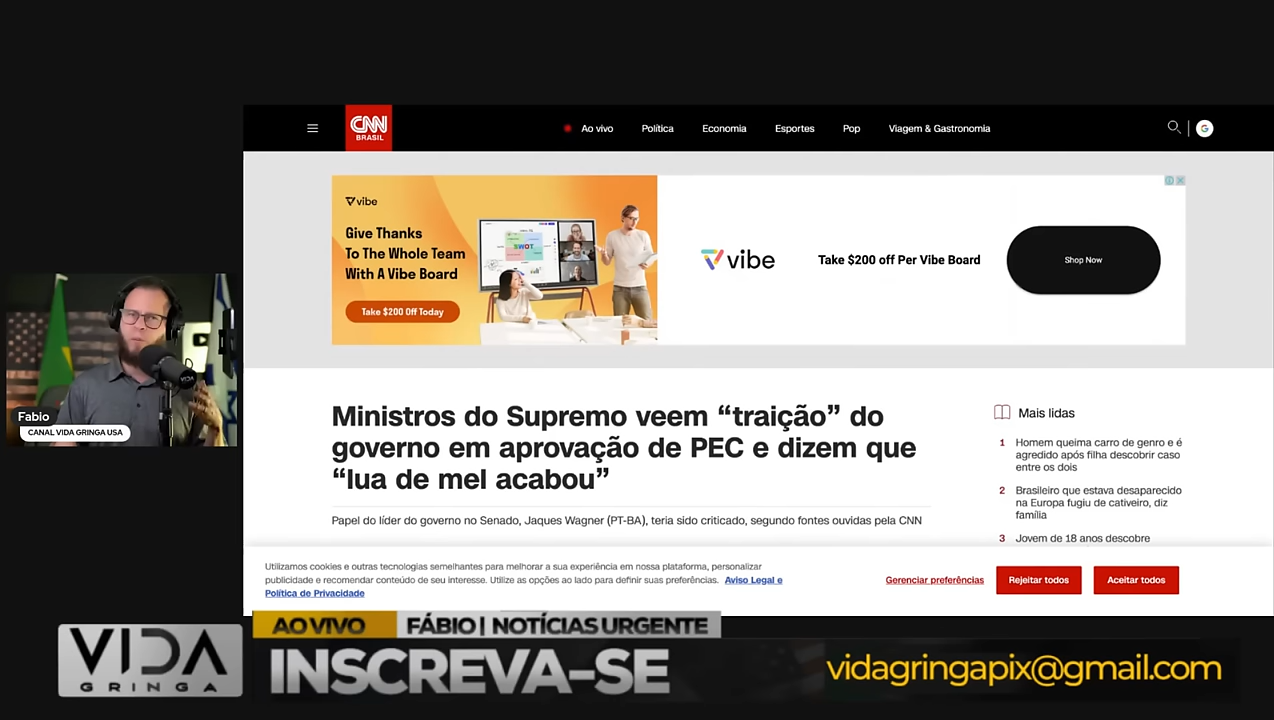 CNN
BRASIL
Ao vivo
Política
Economia
Esportes
Pop
Viagem & Gastronomia
G
vibe
Give Thanks
To The Whole Team
With A Vibe Board
Take $200 Off Today
SWOT
vibe
Take $200 off Per Vibe Board
Shop Now
Fabio
CANAL VIDA GRINGA USA
VIDA
Ministros do Supremo veem “traição” do
governo em aprovação de PEC e dizem que
“lua de mel acabou”
Papel do líder do governo no Senado, Jaques Wagner (PT-BA), teria sido criticado, segundo fontes ouvidas pela CNN
Mais lidas
1 Homem queima carro de genro e é
agredido após filha descobrir caso
entre os dois
2 Brasileiro que estava desaparecido
na Europa fugiu de cativeiro, diz
família
3 Jovem de 18 anos descobre
Utilizamos cookies e outras tecnologias semelhantes para melhorar a sua experiência em nossa plataforma, personalizar
publicidade e recomendar conteúdo de seu interesse. Utilize as opções ao lado para definir suas preferências. Aviso Legal e
Política de Privacidade
Gerenciar preferências
Rejeitar todos
Aceitar todos
AO VIVO
FÁBIO | NOTÍCIAS URGENTE
VIDA
GRINGA
INSCREVA-SE
vidagringapix@gmail.com